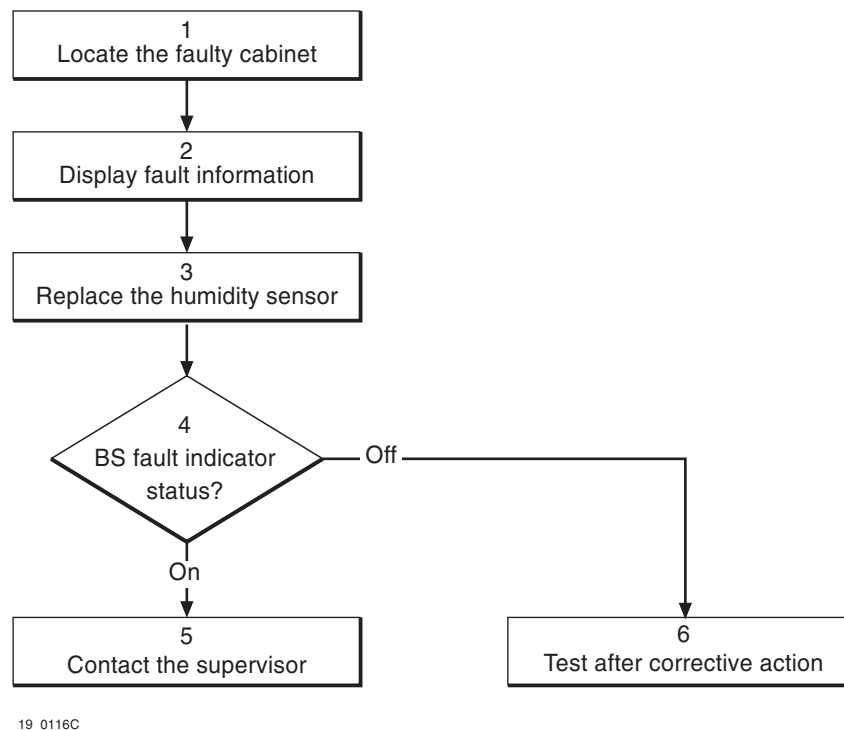 1
Locate the faulty cabinet
2
Display fault information
3
Replace the humidity sensor
4
BS fault indicator
status?
Off
On
5
Contact the supervisor
6
Test after corrective action
19 0116C